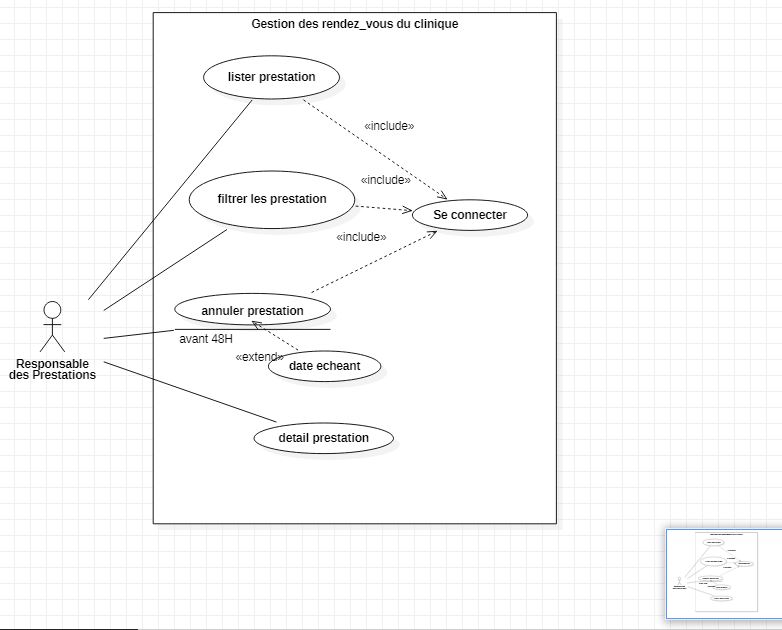 Gestion des rendez_vous du clinique
lister prestation
«include»
«include»
filtrer les prestation
Se connecter
«include»
annuler prestation
avant 48H
«extend»
date echeant
Responsable
des Prestations
detail prestation